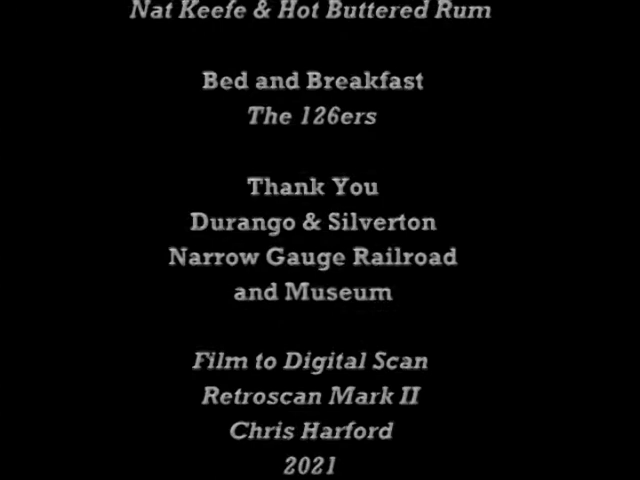 Nat Keefe & Hot Buttered Rum
Bed and Breakfast
The 126ers
Thank You
Durango & Silverton
Narrow Gauge Railroad
and Museum
Film to Digital Scan
Retroscan Mark II
Chris Harford
2021